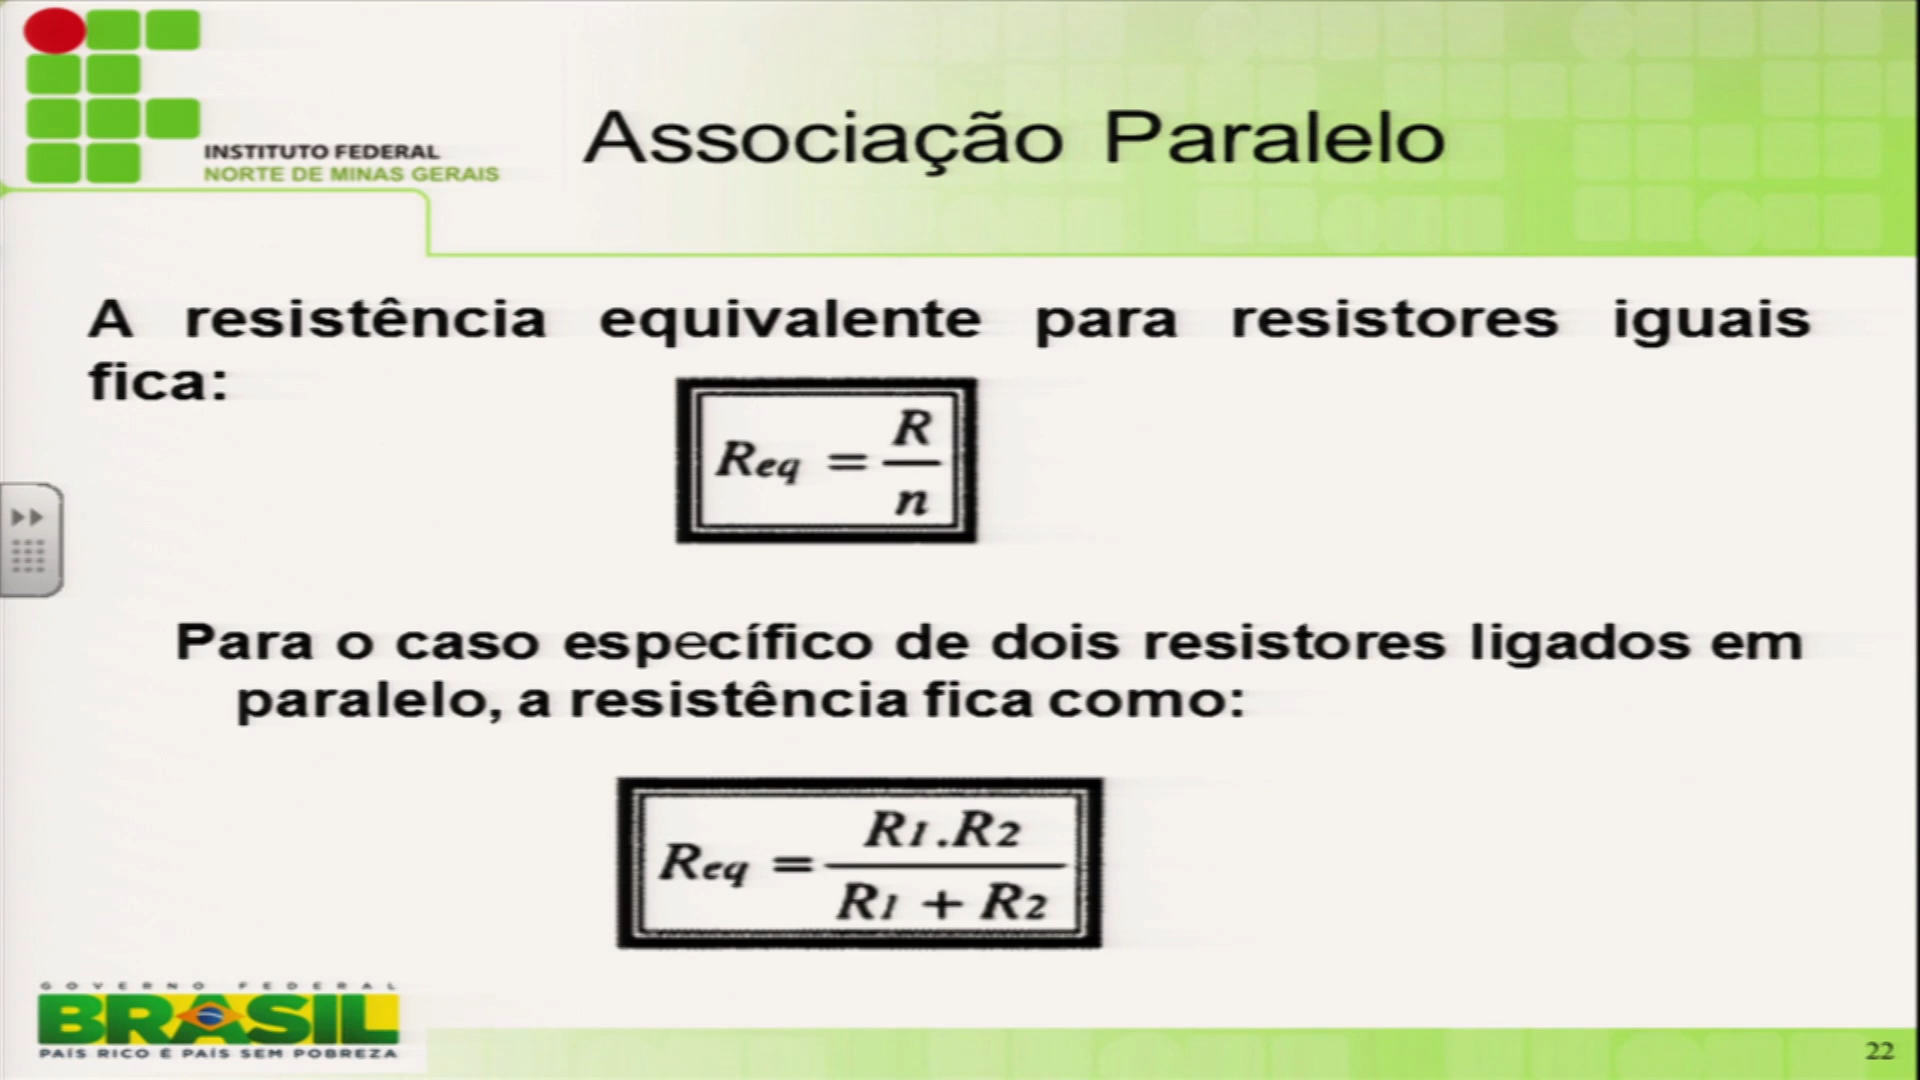 INSTITUTO FEDERAL
NORTE DE MINAS GERAIS
Associação Paralelo
A resistência equivalente para resistores iguais
fica:
Req = R/n
Para o caso específico de dois resistores ligados em
paralelo, a resistência fica como:
Req = R1.R2/R1 + R2
GOVERNO FEDERAL
BRASIL
PAÍS RICO É PAÍS SEM POBREZA
22